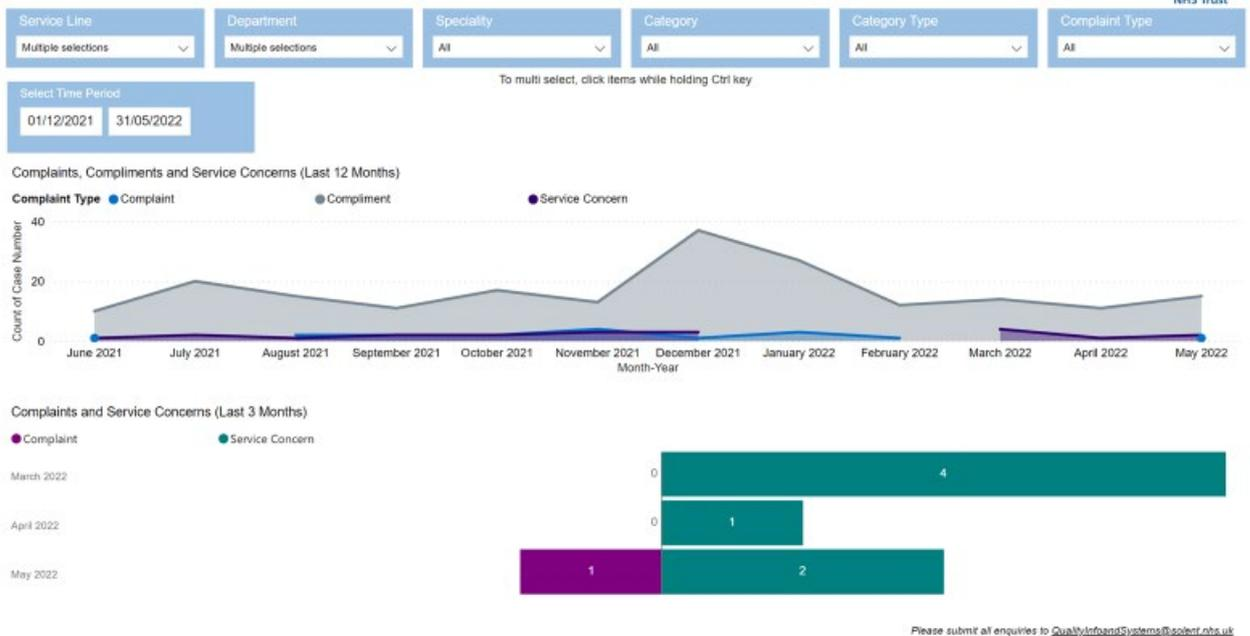 NHS Trust
Service Line Department Speciality Category Category Type Complaint Type
Multiple selections Multiple selections All All All All
To multi select, click items while holding Ctrl key
Select Time Period
01/12/2021 31/05/2022
Complaints, Compliments and Service Concerns (Last 12 Months)
Complaint Type Complaint Compliment Service Concern
Count of Case Number
40
20
0
June 2021 July 2021 August 2021 September 2021 October 2021 November 2021 December 2021 January 2022 February 2022 March 2022 April 2022 May 2022
Month-Year
Complaints and Service Concerns (Last 3 Months)
Complaint Service Concern
March 2022 0 4
April 2022 0 1
May 2022 1 2
Please submit all enquiries to QualityInfoandSystems@solent.nhs.uk